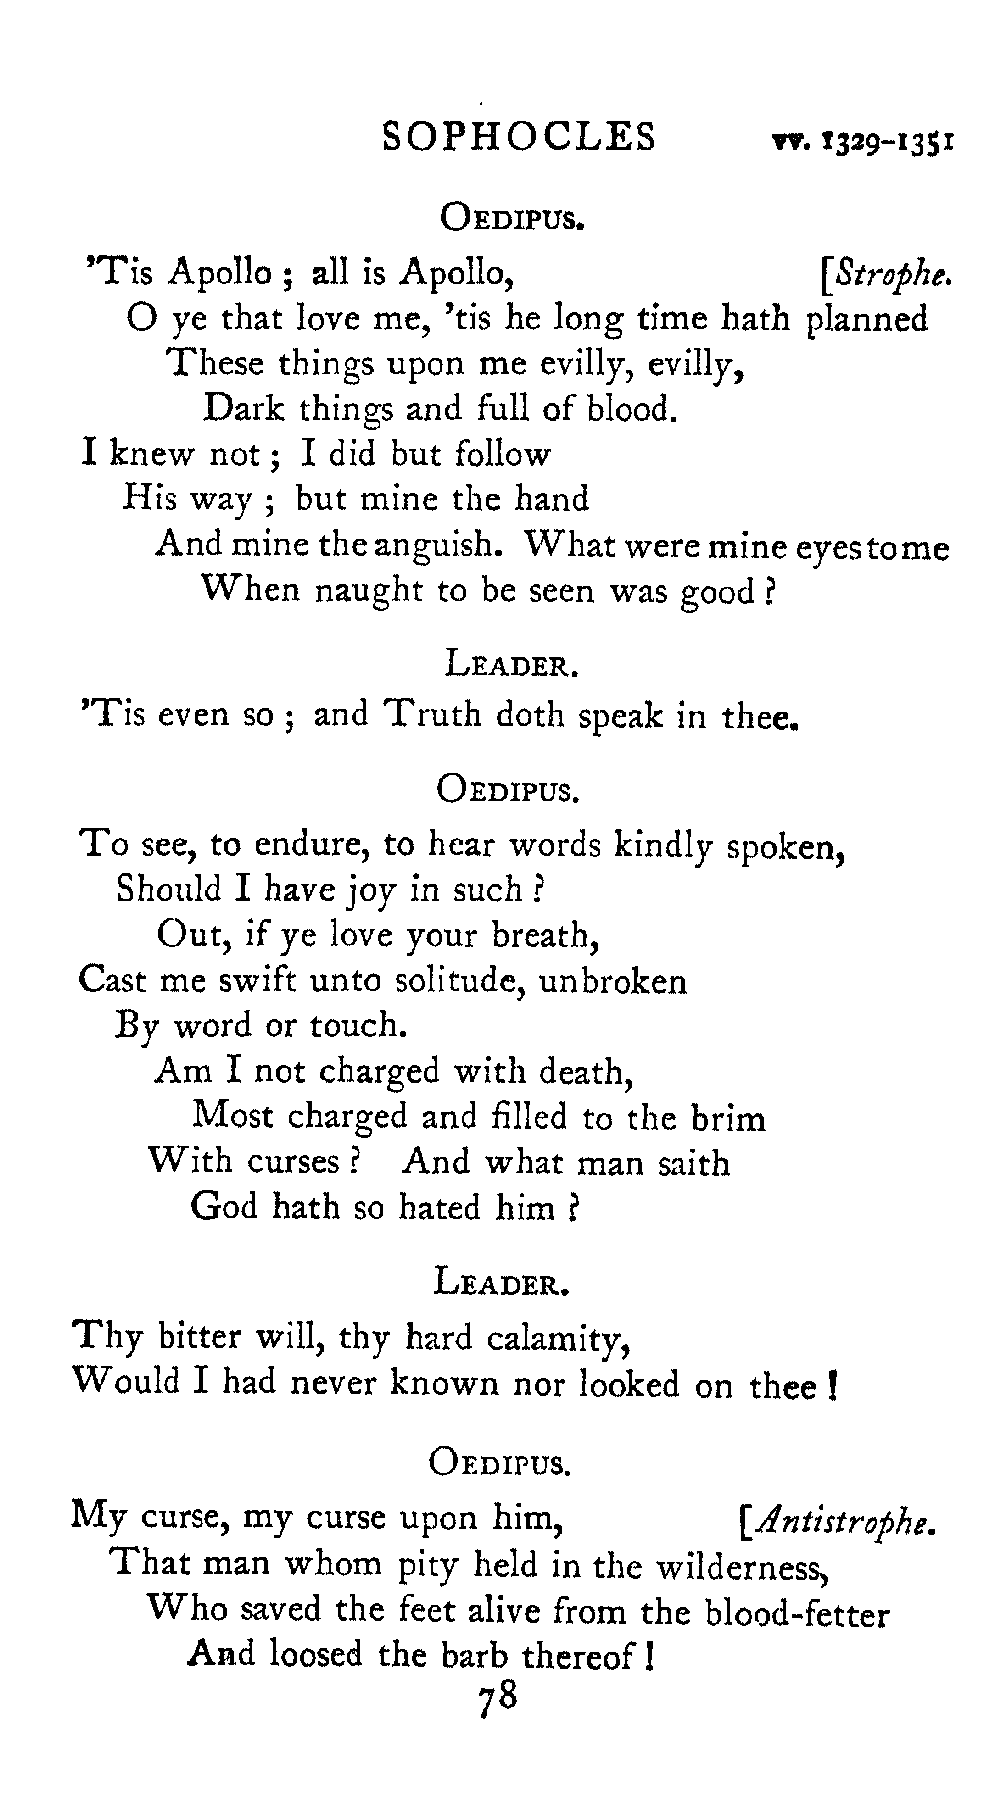 SOPHOCLES vv. 1329-1351
OEDIPUS.
'Tis Apollo ; all is Apollo, [Strophe.
O ye that love me, 'tis he long time hath planned
These things upon me evilly, evilly,
Dark things and full of blood.
I knew not ; I did but follow
His way ; but mine the hand
And mine the anguish. What were mine eyes to me
When naught to be seen was good ?
LEADER.
'Tis even so ; and Truth doth speak in thee.
OEDIPUS.
To see, to endure, to hear words kindly spoken,
Should I have joy in such ?
Out, if ye love your breath,
Cast me swift unto solitude, unbroken
By word or touch.
Am I not charged with death,
Most charged and filled to the brim
With curses ? And what man saith
God hath so hated him ?
LEADER.
Thy bitter will, thy hard calamity,
Would I had never known nor looked on thee !
OEDIPUS.
My curse, my curse upon him, [Antistrophe.
That man whom pity held in the wilderness,
Who saved the feet alive from the blood-fetter
And loosed the barb thereof !
78